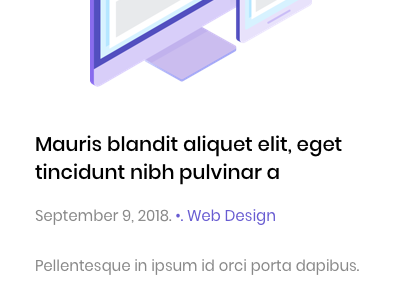 Mauris blandit aliquet elit, eget
tincidunt nibh pulvinar a
September 9, 2018. •. Web Design
Pellentesque in ipsum id orci porta dapibus.